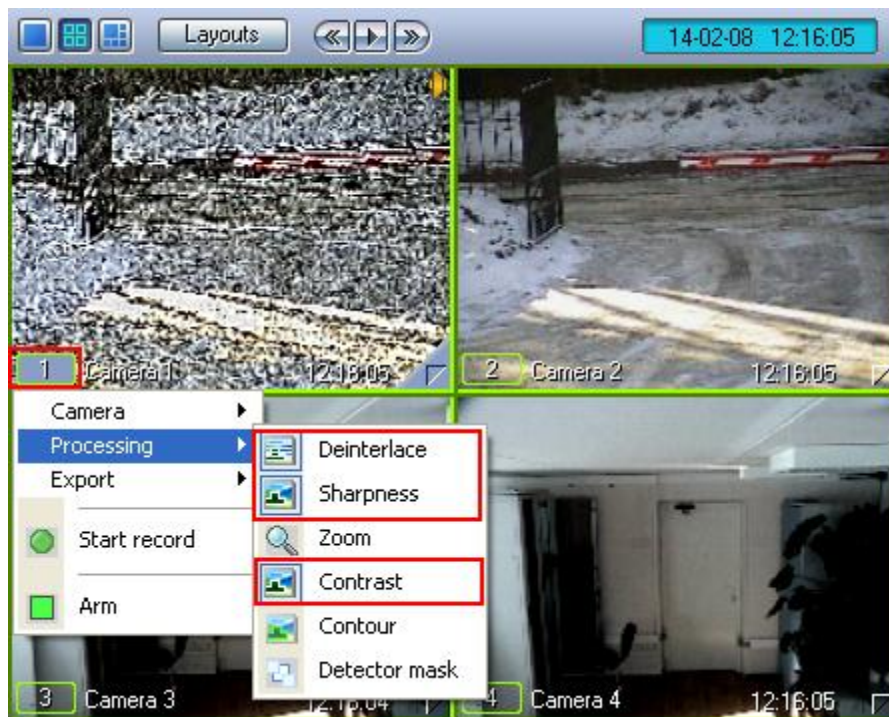 Layouts
14-02-08 12:16:05
1 Camera 1 12:16:05
2 Camera 2 12:16:05
Camera
Processing
Export
Start record
Arm
Deinterlace
Sharpness
Zoom
Contrast
Contour
Detector mask
3 Camera 3
4 Camera 4 12:16:05